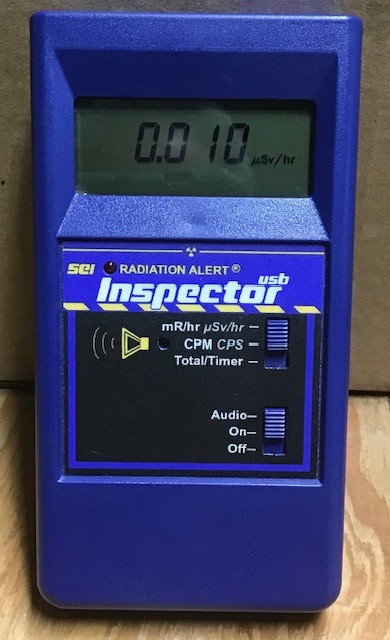 0.010 µSv/hr
sei RADIATION ALERT®
Inspector usb
mR/hr µSv/hr
CPM CPS
Total/Timer
Audio
On
Off